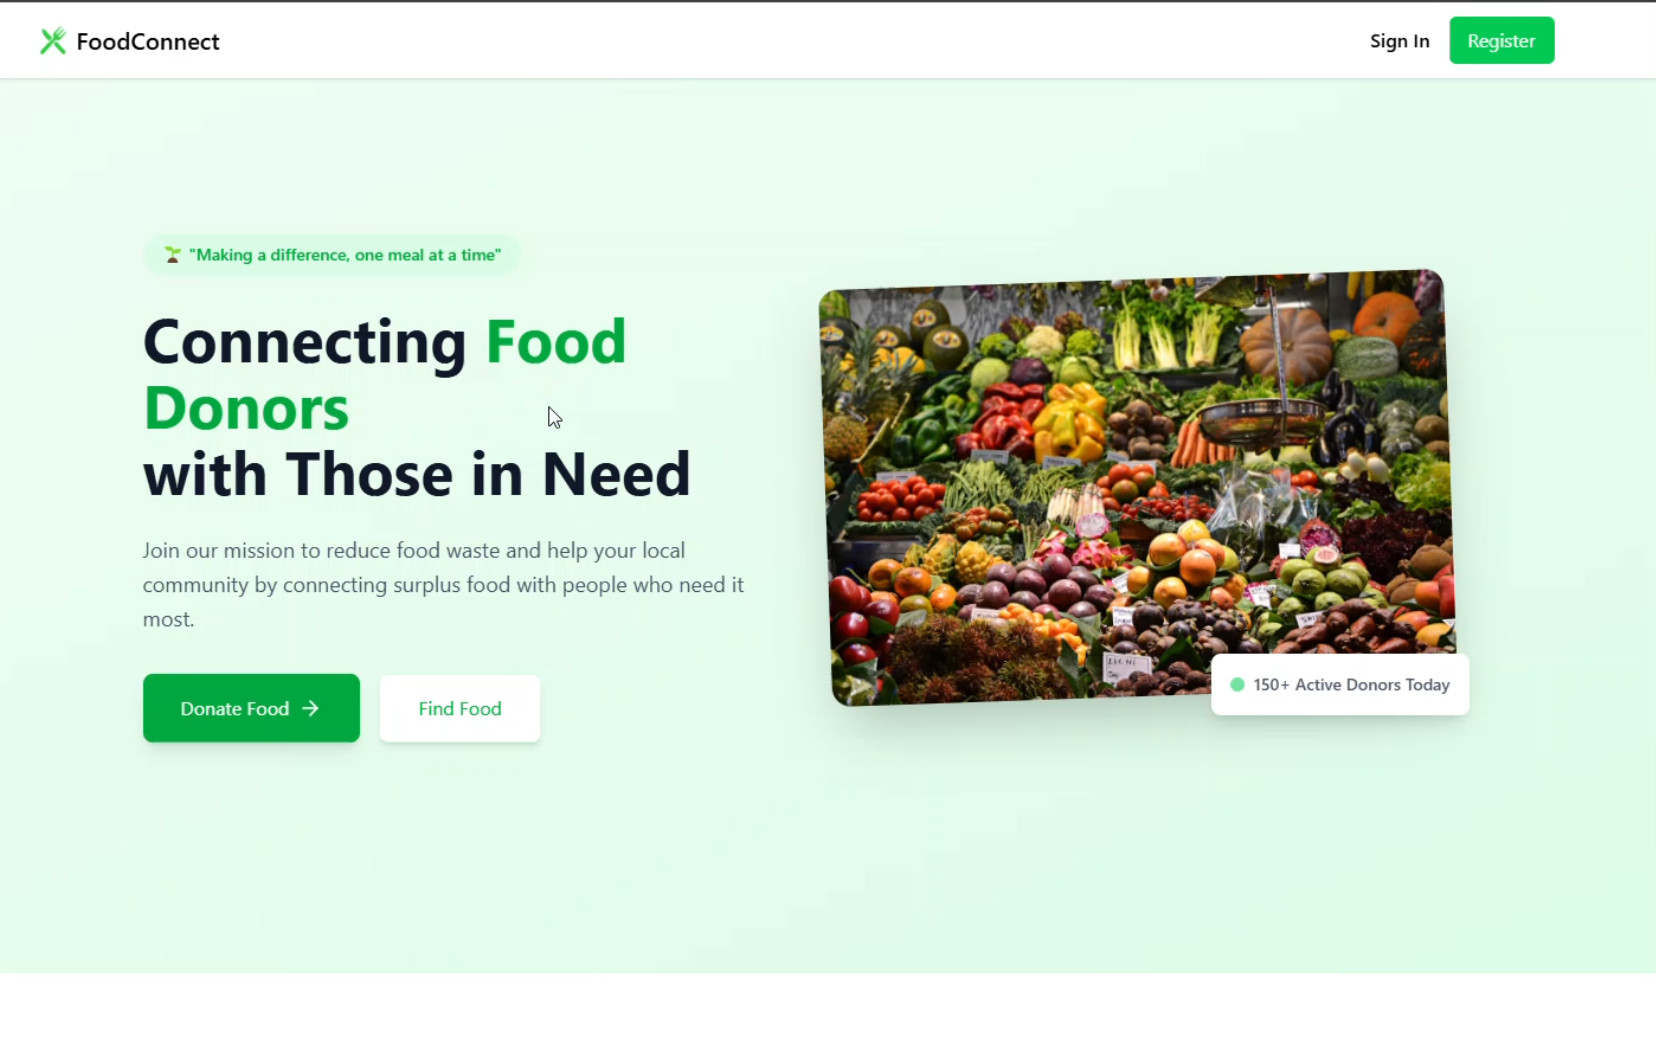 FoodConnect
Sign In
Register
"Making a difference, one meal at a time"
Connecting Food
Donors
with Those in Need
Join our mission to reduce food waste and help your local
community by connecting surplus food with people who need it
most.
Donate Food →
Find Food
150+ Active Donors Today